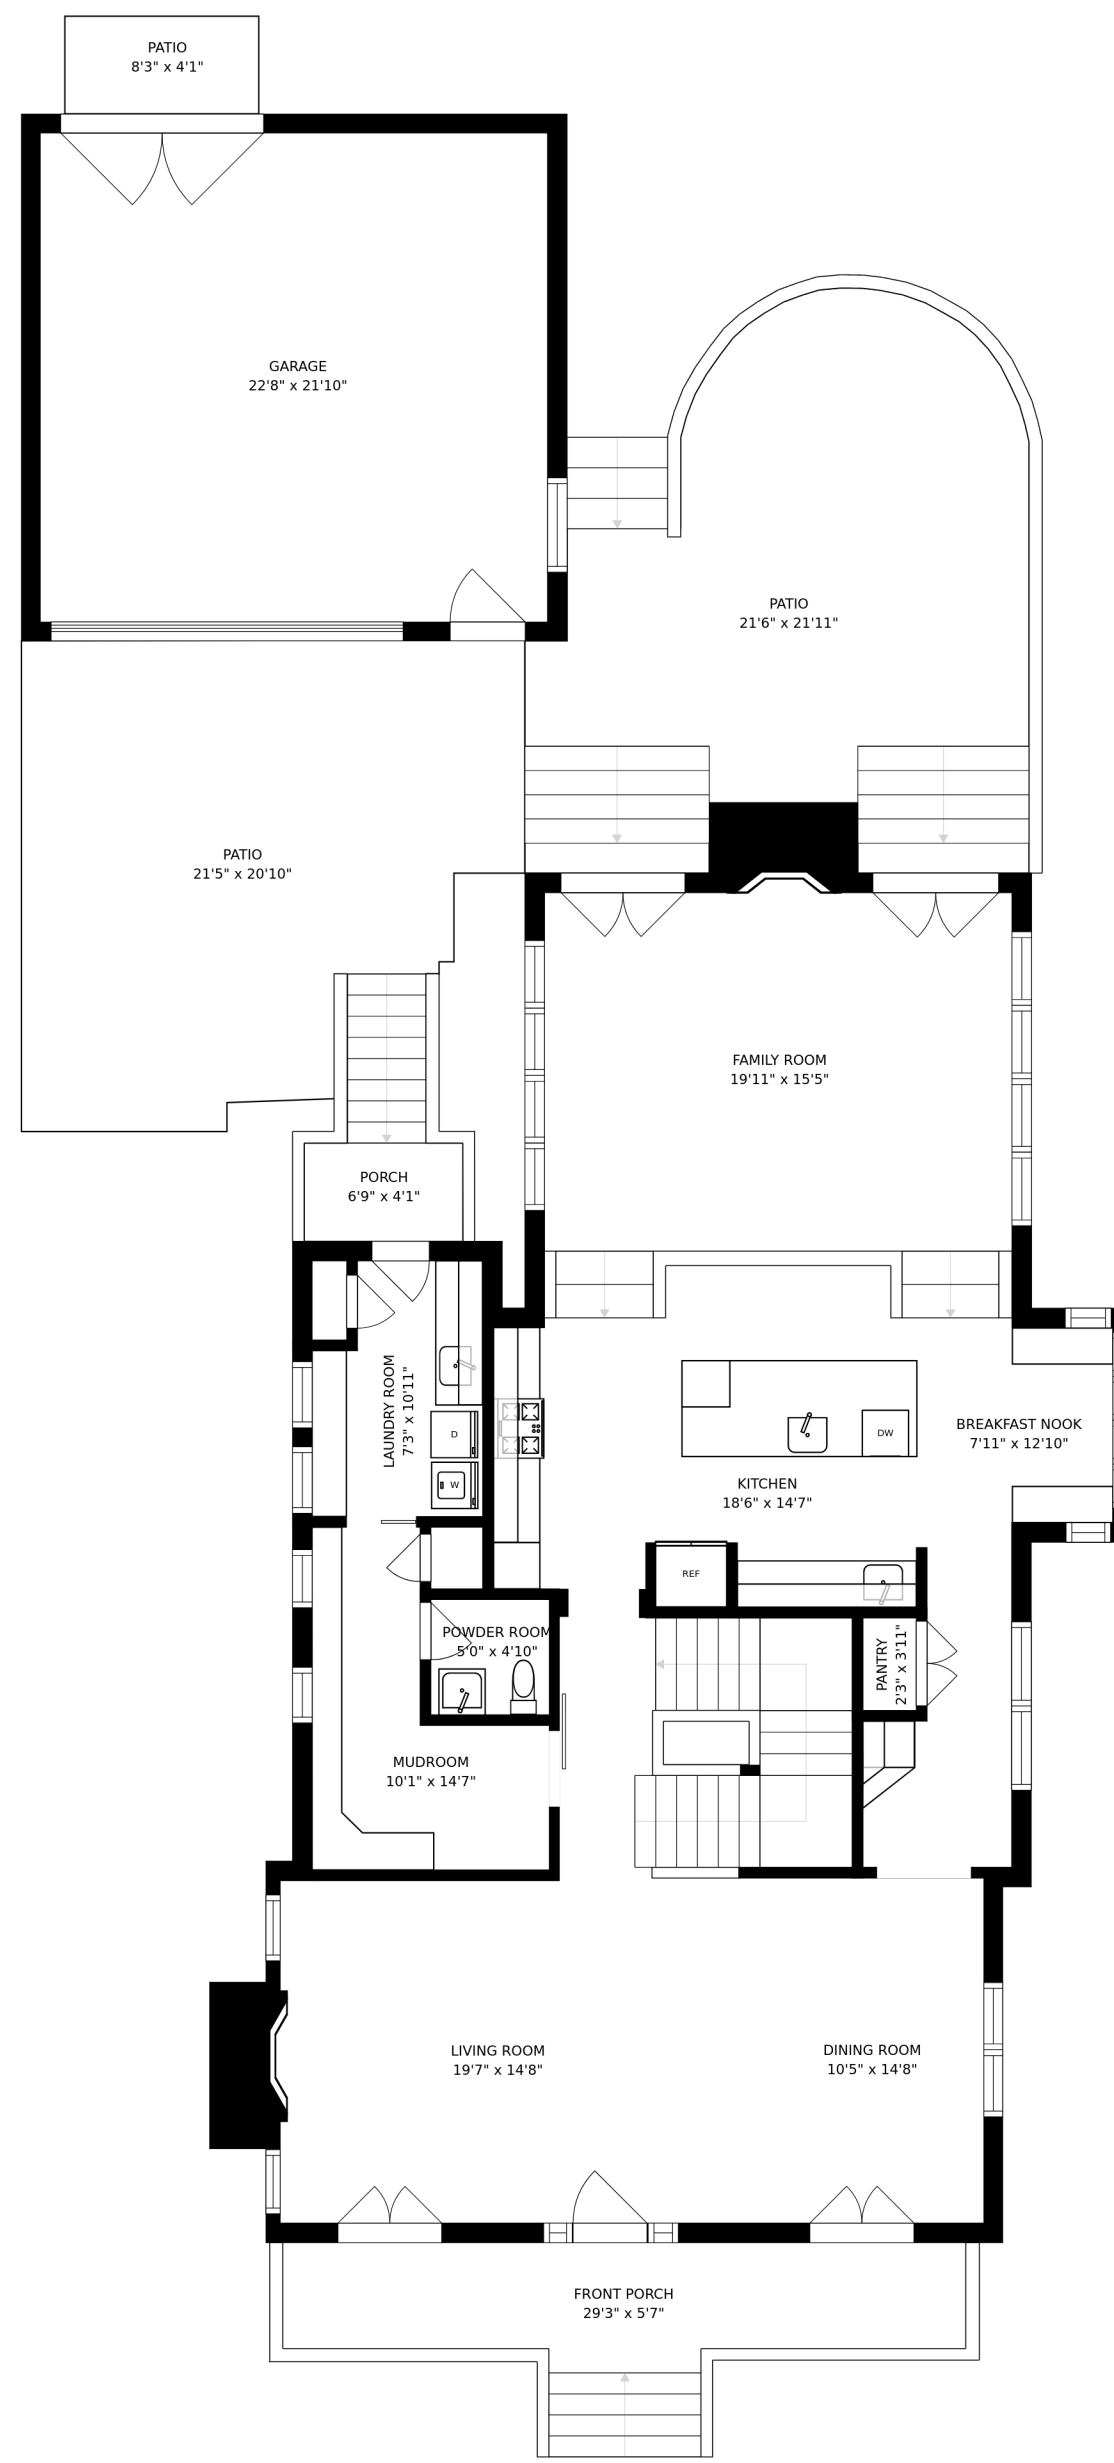 PATIO
8'3" x 4'1"
GARAGE
22'8" x 21'10"
PATIO
21'6" x 21'11"
PATIO
21'5" x 20'10"
FAMILY ROOM
19'11" x 15'5"
PORCH
6'9" x 4'1"
LAUNDRY ROOM
7'3" x 10'11"
D
W
DW
BREAKFAST NOOK
7'11" x 12'10"
KITCHEN
18'6" x 14'7"
REF
POWDER ROOM
5'0" x 4'10"
PANTRY
2'3" x 3'11"
MUDROOM
10'1" x 14'7"
LIVING ROOM
19'7" x 14'8"
DINING ROOM
10'5" x 14'8"
FRONT PORCH
29'3" x 5'7"